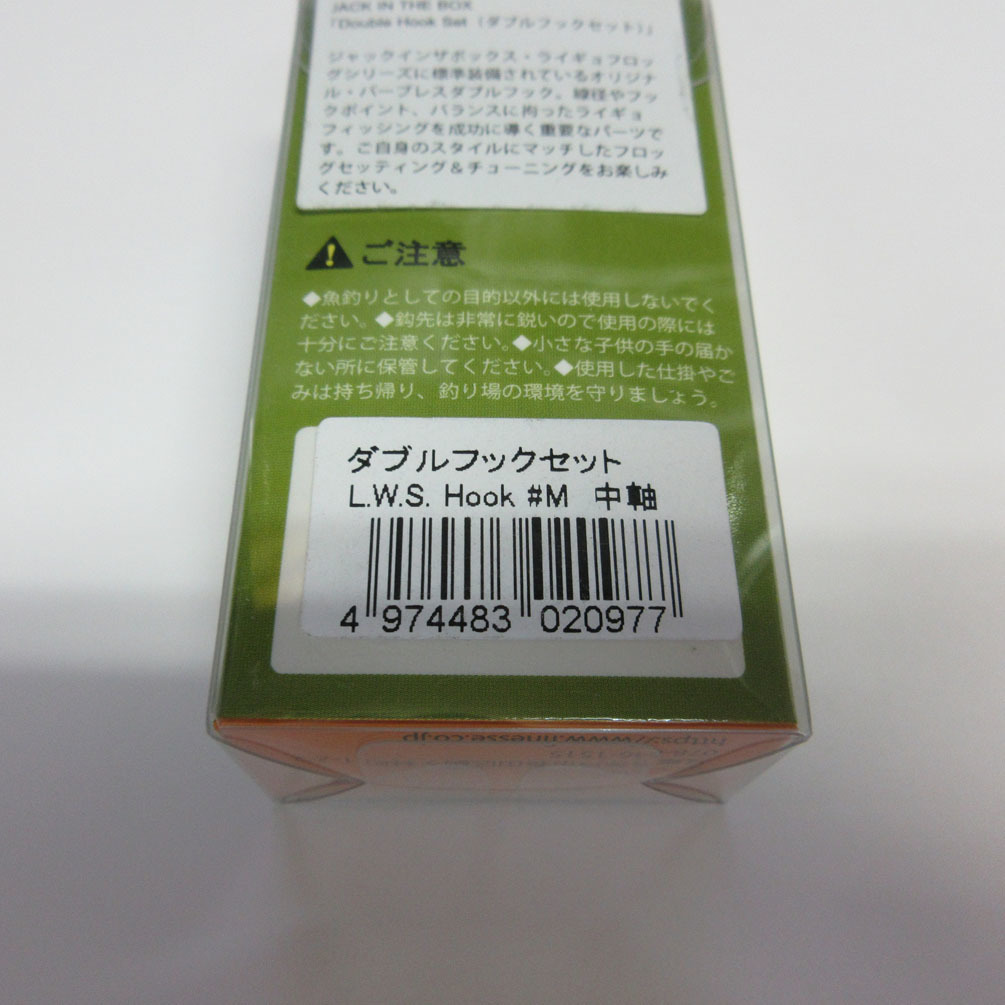 JACK IN THE BOX
「Double Hook Set（ダブルフックセット）」
ジャックインザボックス・ライギョフロッ
グシリーズに標準装備されているオリジナ
ル・バーブレスダブルフック。線径やフッ
クポイント、バランスに拘ったライギョ
フィッシングを成功に導く重要なパーツで
す。ご自身のスタイルにマッチしたフロッ
グセッティング＆チューニングをお楽しみ
ください。
ご注意
◆魚釣りとしての目的以外には使用しないでく
ださい。◆鈎先は非常に鋭いので使用の際には
十分にご注意ください。◆小さな子供の手の届か
ない所に保管してください。◆使用した仕掛やご
みは持ち帰り、釣り場の環境を守りましょう。
ダブルフックセット
L.W.S. Hook #M 中軸
4 974483 020977
https://www.finesse.co.jp